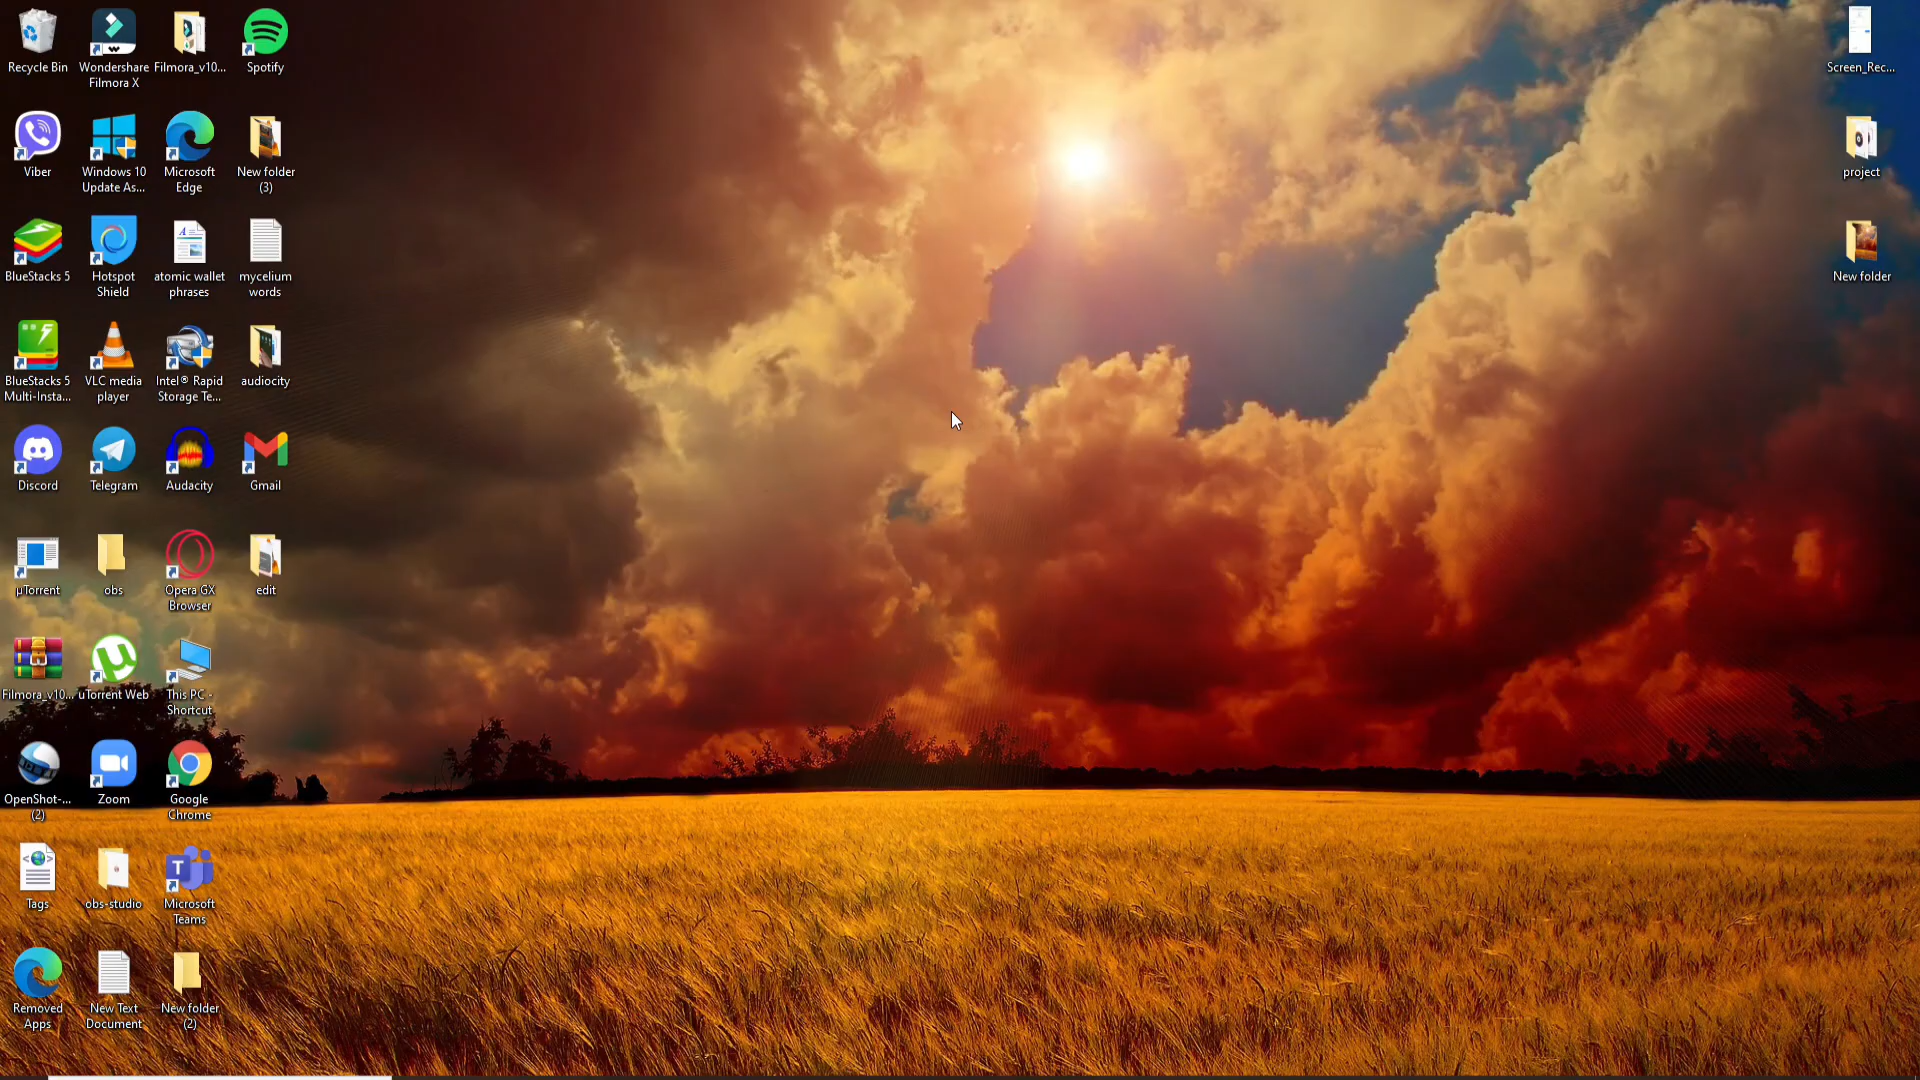 Recycle Bin
Wondershare
Filmora X
Filmora_v10...
Spotify
Viber
Windows 10
Update As...
Microsoft
Edge
New folder
(3)
BlueStacks 5
Hotspot
Shield
atomic wallet
phrases
mycelium
words
BlueStacks 5
Multi-Insta...
VLC media
player
Intel® Rapid
Storage Te...
audiocity
Discord
Telegram
Audacity
Gmail
µTorrent
obs
Opera GX
Browser
edit
Filmora_v10...
uTorrent Web
This PC -
Shortcut
OpenShot-...
(2)
Zoom
Google
Chrome
Tags
obs-studio
Microsoft
Teams
Removed
Apps
New Text
Document
New folder
(2)
Screen_Rec...
project
New folder